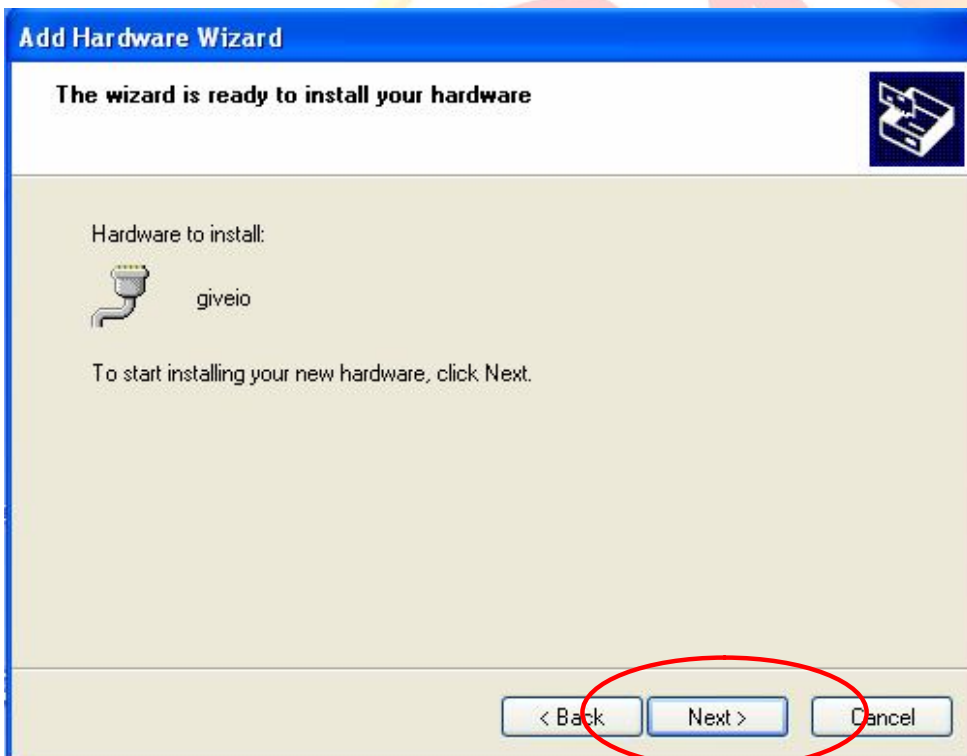 Add Hardware Wizard
The wizard is ready to install your hardware
Hardware to install:
giveio
To start installing your new hardware, click Next.
< Back Next > Cancel